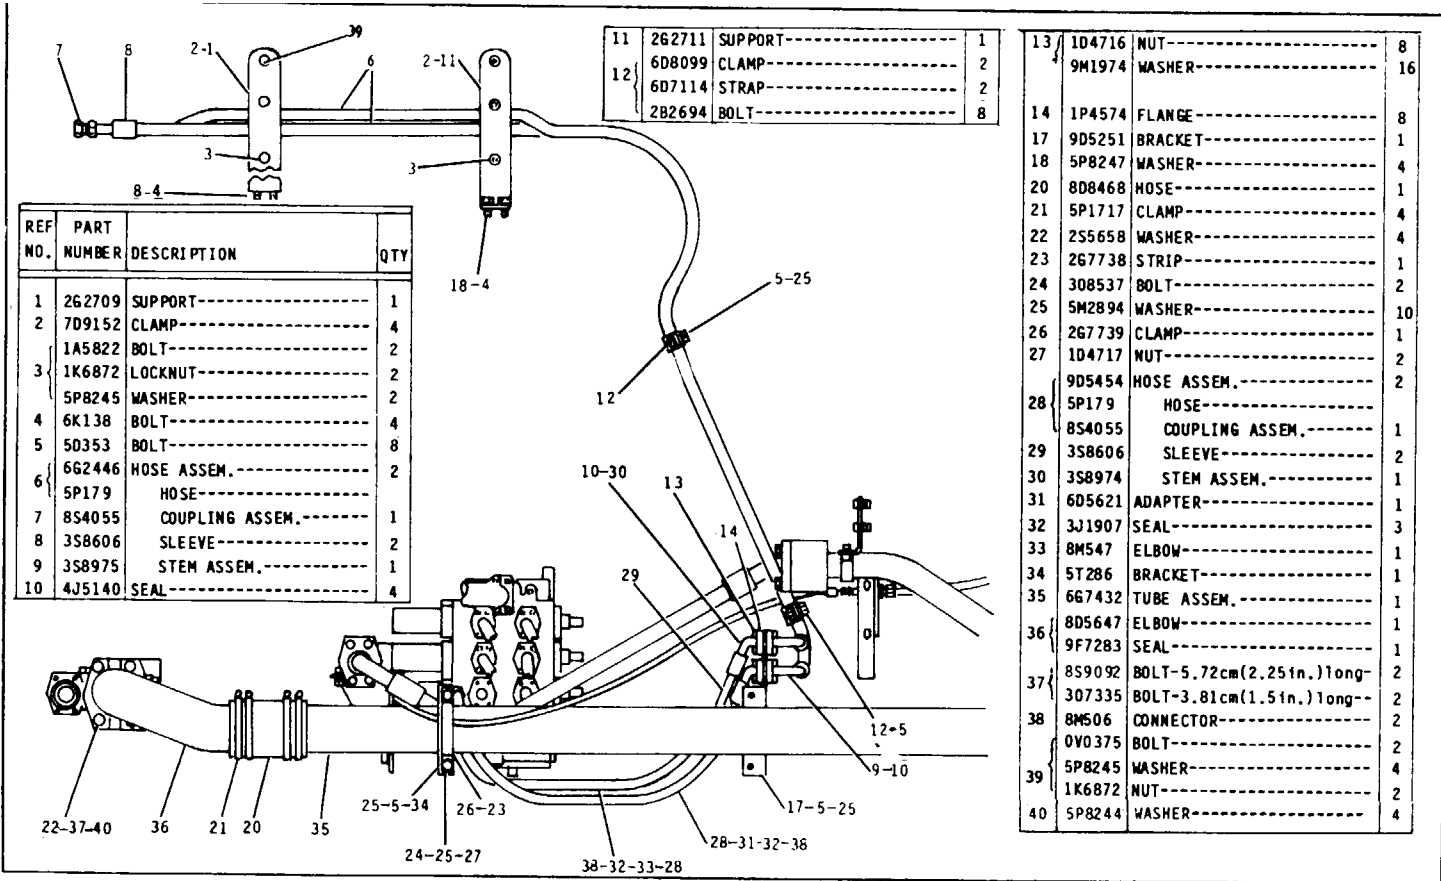 7
8
2-1
39
6
2-11
3
3
8-4
18-4
5-25
12
10-30
13
14
29
12-5
9-10
17-5-25
28-31-32-38
38-32-33-28
24-25-27
26-23
25-5-34
35
20
21
36
22-37-40
REF NO. PART NUMBER DESCRIPTION QTY
1 2G2709 SUPPORT 1
2 7D9152 CLAMP 4
1A5822 BOLT 2
3 1K6872 LOCKNUT 2
5P8245 WASHER 2
4 6K138 BOLT 4
5 5D353 BOLT 8
6 6G2446 HOSE ASSEM. 2
5P179 HOSE
7 8S4055 COUPLING ASSEM. 1
8 3S8606 SLEEVE 2
9 3S8975 STEM ASSEM. 1
10 4J5140 SEAL 4
11 2G2711 SUPPORT 1
12 6D8099 CLAMP 2
6D7114 STRAP 2
2B2694 BOLT 8
13 1D4716 NUT 8
9M1974 WASHER 16
14 1P4574 FLANGE 8
17 9D5251 BRACKET 1
18 5P8247 WASHER 4
20 8D8468 HOSE 1
21 5P1717 CLAMP 4
22 2S5658 WASHER 4
23 2G7738 STRIP 1
24 3D8537 BOLT 2
25 5M2894 WASHER 10
26 2G7739 CLAMP 1
27 1D4717 NUT 2
9D5454 HOSE ASSEM. 2
28 5P179 HOSE
8S4055 COUPLING ASSEM. 1
29 3S8606 SLEEVE 2
30 3S8974 STEM ASSEM. 1
31 6D5621 ADAPTER 1
32 3J1907 SEAL 3
33 8M547 ELBOW 1
34 5T286 BRACKET 1
35 6G7432 TUBE ASSEM. 1
36 8D5647 ELBOW 1
9F7283 SEAL 1
37 8S9092 BOLT-5.72cm(2.25in.)long- 2
3D7335 BOLT-3.81cm(1.5in.)long-- 2
38 8M506 CONNECTOR 2
39 0V0375 BOLT 2
5P8245 WASHER 4
1K6872 NUT 2
40 5P8244 WASHER 4